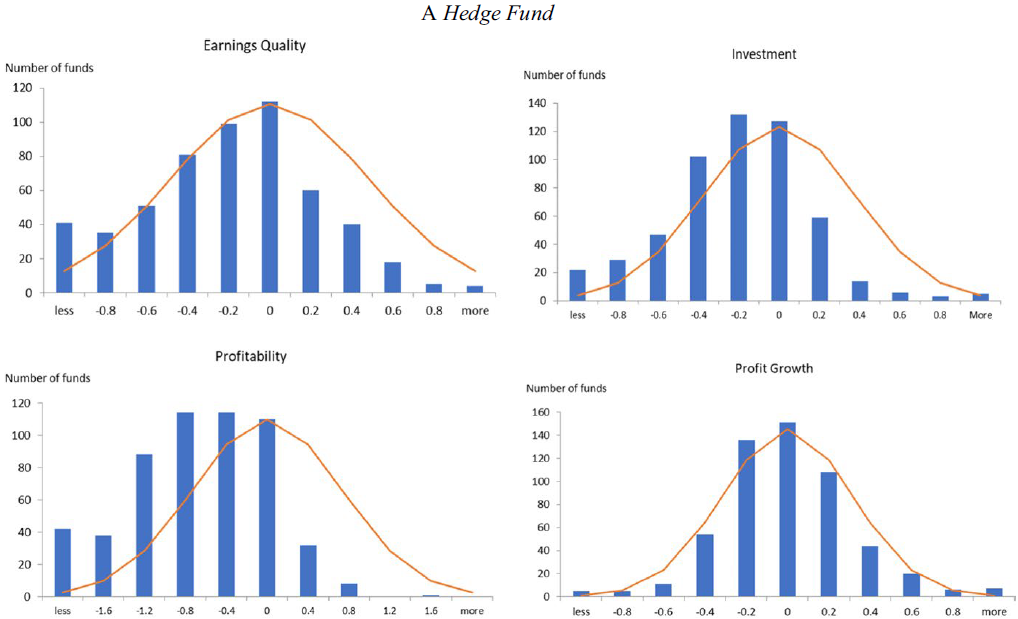 A Hedge Fund
Earnings Quality
Number of funds
120
100
80
60
40
20
0
less -0.8 -0.6 -0.4 -0.2 0 0.2 0.4 0.6 0.8 more
Investment
Number of funds
140
120
100
80
60
40
20
0
less -0.8 -0.6 -0.4 -0.2 0 0.2 0.4 0.6 0.8 More
Profitability
Number of funds
120
100
80
60
40
20
0
less -1.6 -1.2 -0.8 -0.4 0 0.4 0.8 1.2 1.6 more
Profit Growth
Number of funds
160
140
120
100
80
60
40
20
0
less -0.8 -0.6 -0.4 -0.2 0 0.2 0.4 0.6 0.8 more